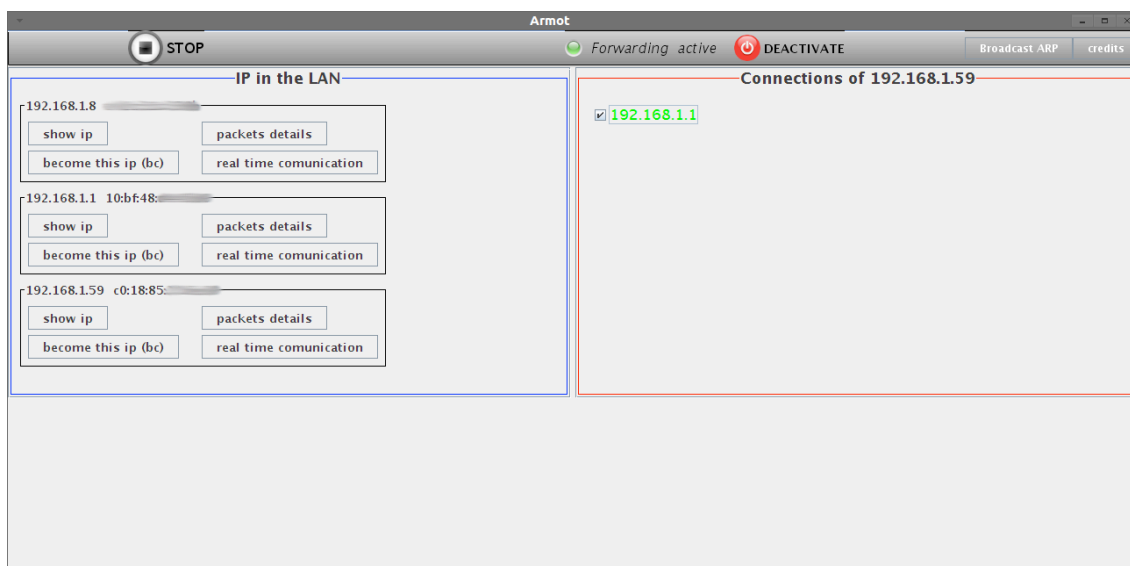 Armot
STOP
Forwarding active
DEACTIVATE
Broadcast ARP
credits
IP in the LAN
192.168.1.8
show ip
packets details
become this ip (bc)
real time comunication
192.168.1.1 10:bf:48:
show ip
packets details
become this ip (bc)
real time comunication
192.168.1.59 c0:18:85:
show ip
packets details
become this ip (bc)
real time comunication
Connections of 192.168.1.59
192.168.1.1